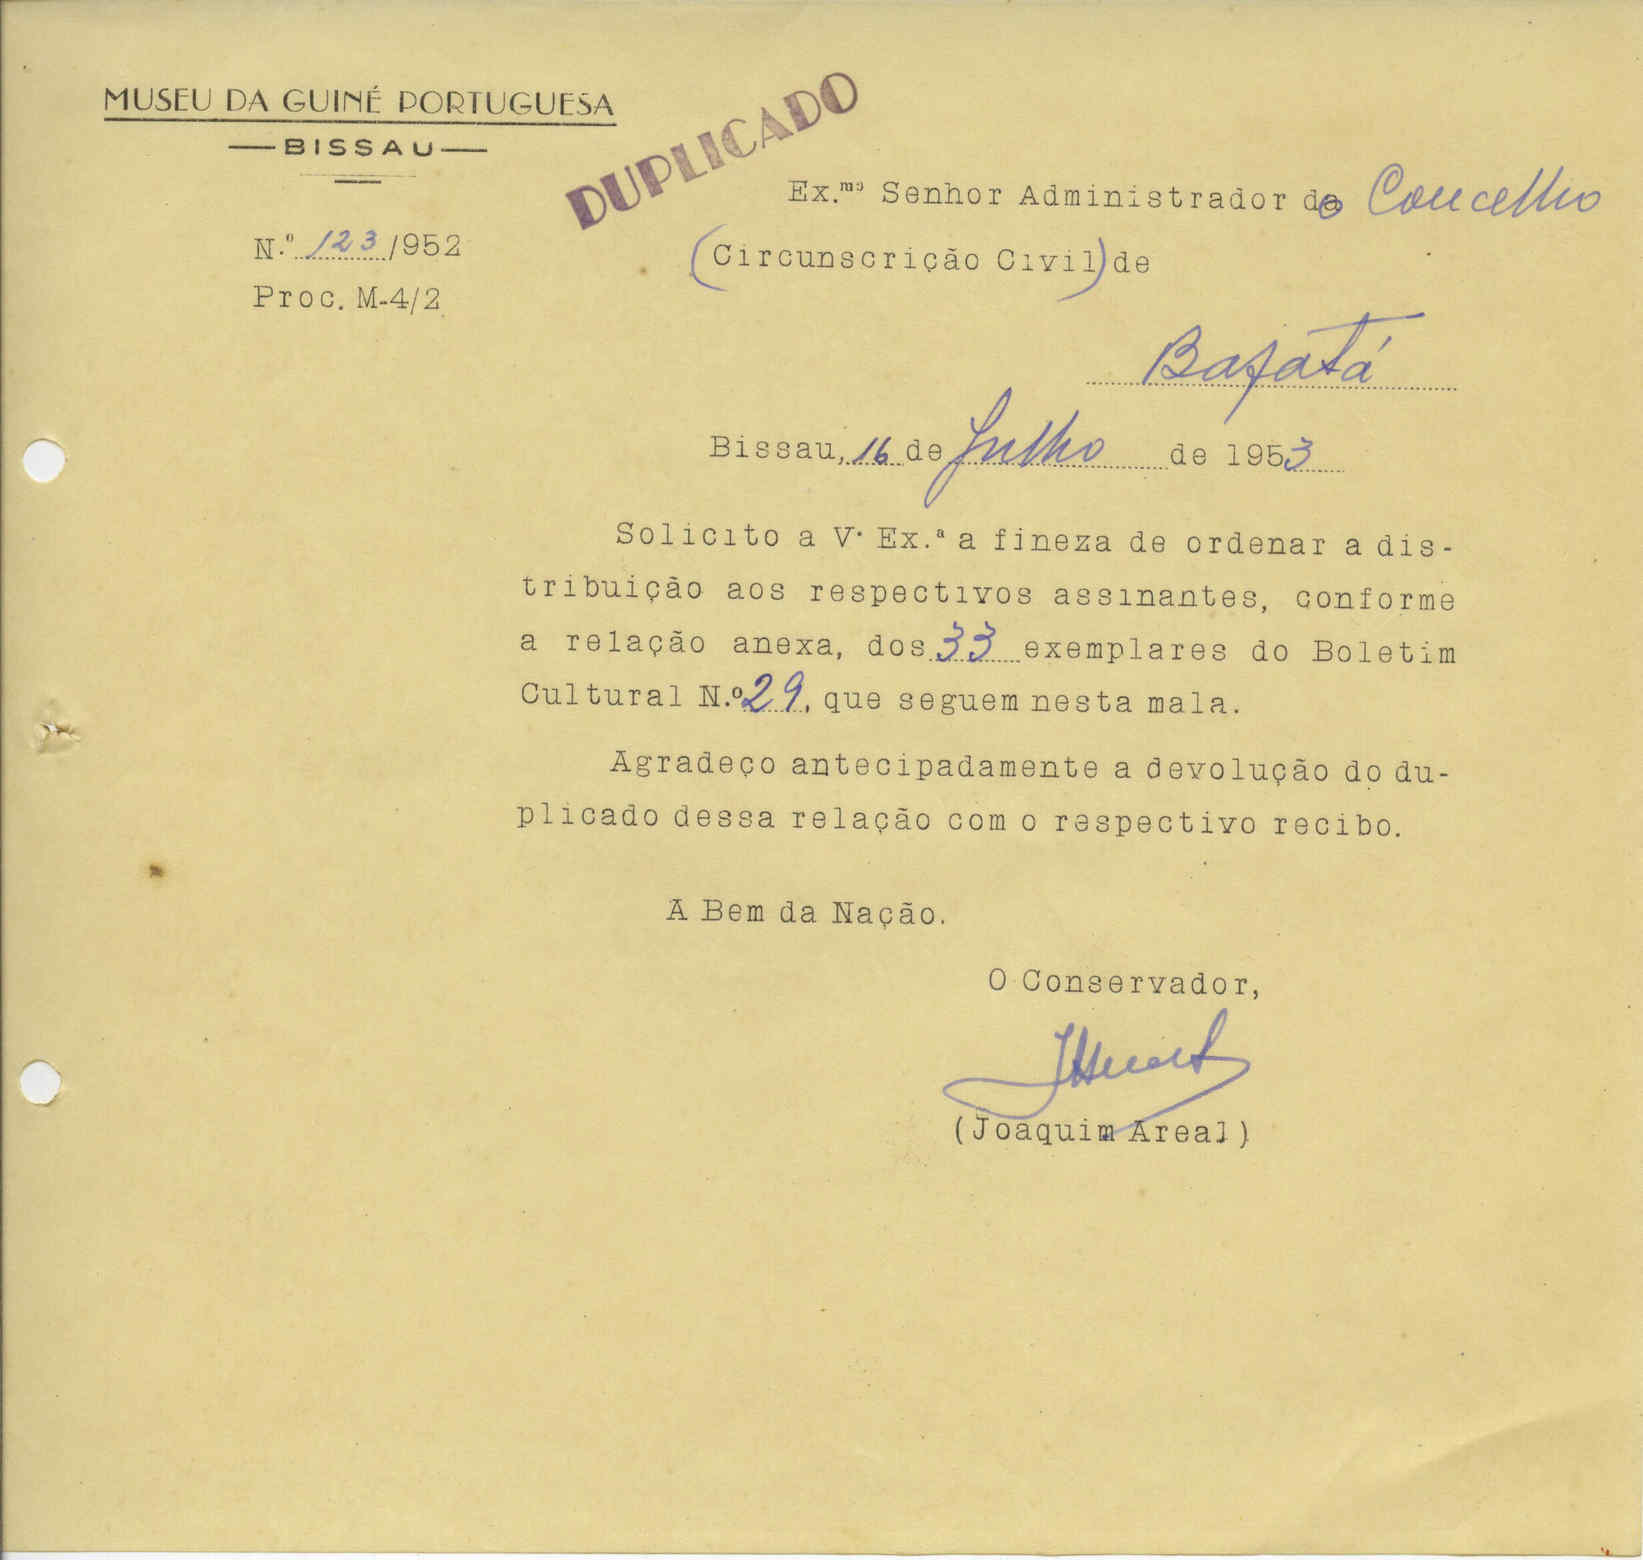 MUSEU DA GUINÉ PORTUGUESA
BISSAU
DUPLICADO
N.º 123/952
Proc. M-4/2
Ex.mo Senhor Administrador do Concelho
(Circunscrição Civil) de
Bafatá
Bissau, 16 de Julho de 1953
Solicito a V. Ex.ª a fineza de ordenar a dis-
tribuição aos respectivos assinantes, conforme
a relação anexa, dos 33 exemplares do Boletim
Cultural N.º 29, que seguem nesta mala.
Agradeço antecipadamente a devolução do du-
plicado dessa relação com o respectivo recibo.
A Bem da Nação.
O Conservador,
(Joaquim Areal)